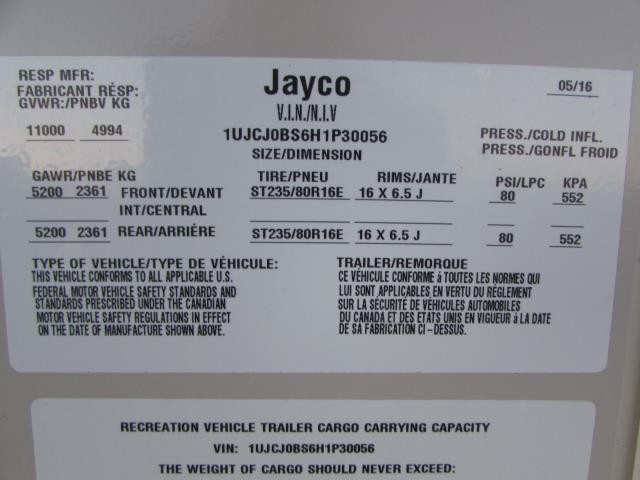 RESP MFR:
FABRICANT RÉSP:
Jayco
05/16
GVWR:/PNBV KG
V.I.N./N.I.V
11000 4994
1UJCJ0BS6H1P30056
PRESS./COLD INFL.
SIZE/DIMENSION
PRESS./GONFL FROID
GAWR/PNBE KG TIRE/PNEU RIMS/JANTE PSI/LPC KPA
5200 2361 FRONT/DEVANT ST235/80R16E 16 X 6.5 J 80 552
INT/CENTRAL
5200 2361 REAR/ARRIÈRE ST235/80R16E 16 X 6.5 J 80 552
TYPE OF VEHICLE/TYPE DE VÉHICULE: TRAILER/REMORQUE
THIS VEHICLE CONFORMS TO ALL APPLICABLE U.S.
FEDERAL MOTOR VEHICLE SAFETY STANDARDS AND
STANDARDS PRESCRIBED UNDER THE CANADIAN
MOTOR VEHICLE SAFETY REGULATIONS IN EFFECT
ON THE DATE OF MANUFACTURE SHOWN ABOVE.
CE VÉHICULE CONFORME à TOUTES LES NORMES QUI
LUI SONT APPLICABLES EN VERTU DU RÈGLEMENT
SUR LA SÉCURITÉ DE VÉHICULES AUTOMOBILES
DU CANADA ET DES ETATS UNIS EN VIGUEUR à LA DATE
DE SA FABRICATION CI-DESSUS.
RECREATION VEHICLE TRAILER CARGO CARRYING CAPACITY
VIN: 1UJCJ0BS6H1P30056
THE WEIGHT OF CARGO SHOULD NEVER EXCEED: